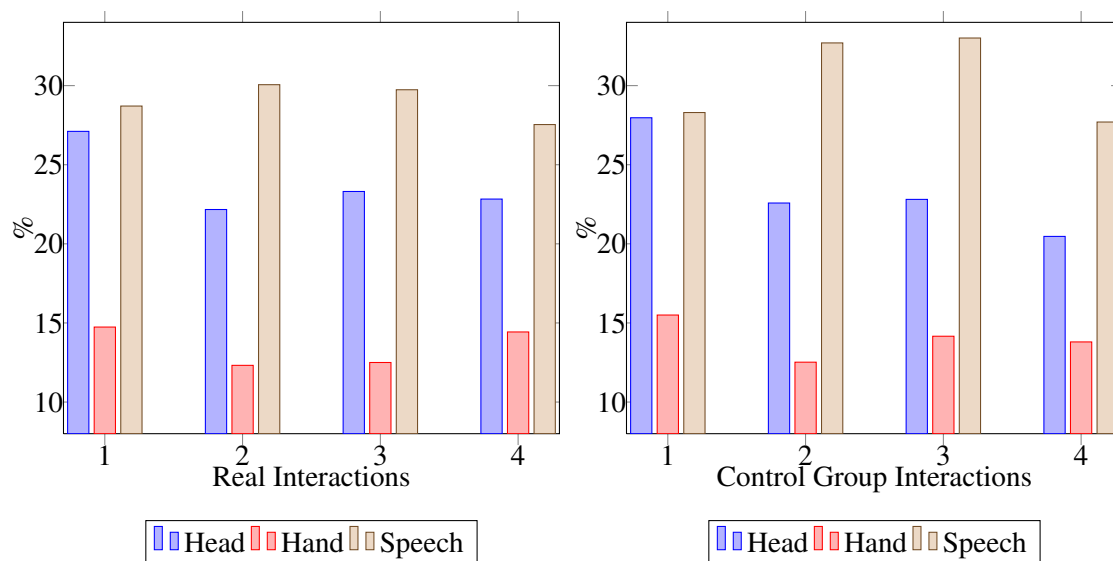 30
25
20
15
10
%
1 2 3 4
Real Interactions
Head Hand Speech
30
25
20
15
10
%
1 2 3 4
Control Group Interactions
Head Hand Speech